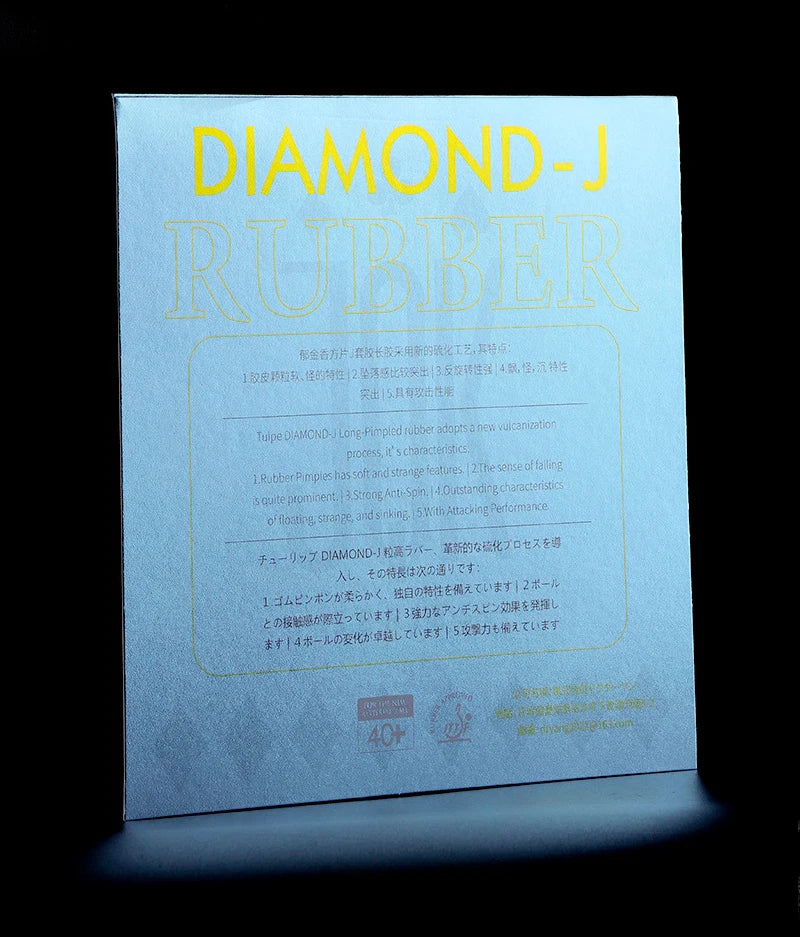 DIAMOND-J
RUBBER
郁金香方片J套胶长胶采用新的硫化工艺,其特点:
1.胶皮颗粒软、怪的特性 | 2.坠落感比较突出 | 3.反旋转性强 | 4.飘,怪,沉,特性
突出 | 5.具有攻击性能
Tulpe DIAMOND-J Long-Pimpled rubber adopts a new vulcanization
process, it's characteristics:
1.Rubber Pimples has soft and strange features. | 2.The sense of falling
is quite prominent. | 3.Strong Anti-Spin. | 4.Outstanding characteristics
of floating, strange, and sinking. | 5.With Attacking Performance.
チューリップ DIAMOND-J 粒高ラバー、革新的な硫化プロセスを導
入し、その特長は次の通りです:
1 ゴムピンポンが柔らかく、独自の特性を備えています | 2 ボール
との接触感が際立っています | 3 強力なアンチスピン効果を発揮し
ます | 4 ボールの変化が卓越しています | 5 攻撃力も備えています
FOR THE NEW
MATERIAL
40+
ITTF